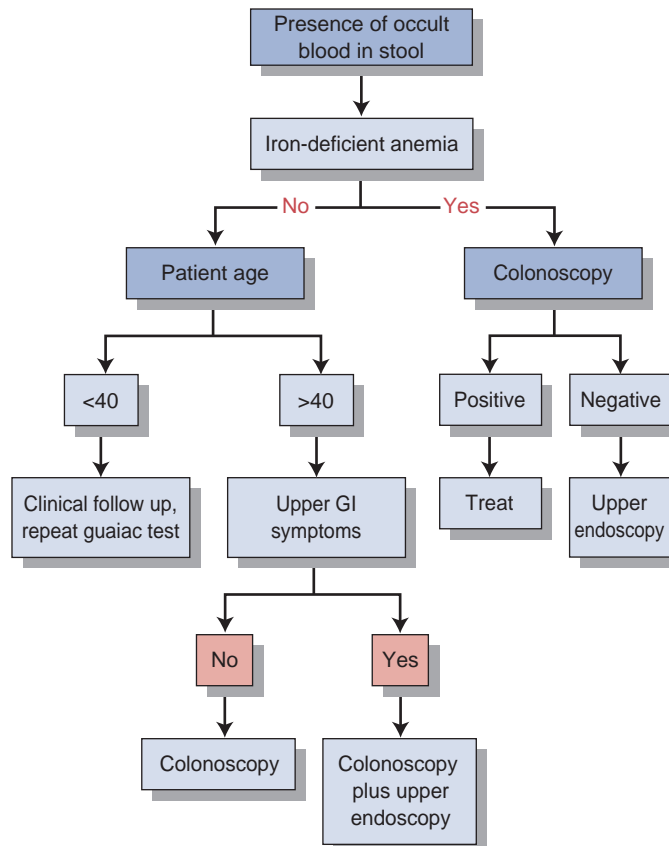 Presence of occult
blood in stool
Iron-deficient anemia
No
Yes
Patient age
Colonoscopy
<40
>40
Positive
Negative
Clinical follow up,
repeat guaiac test
Upper GI
symptoms
Treat
Upper
endoscopy
No
Yes
Colonoscopy
Colonoscopy
plus upper
endoscopy